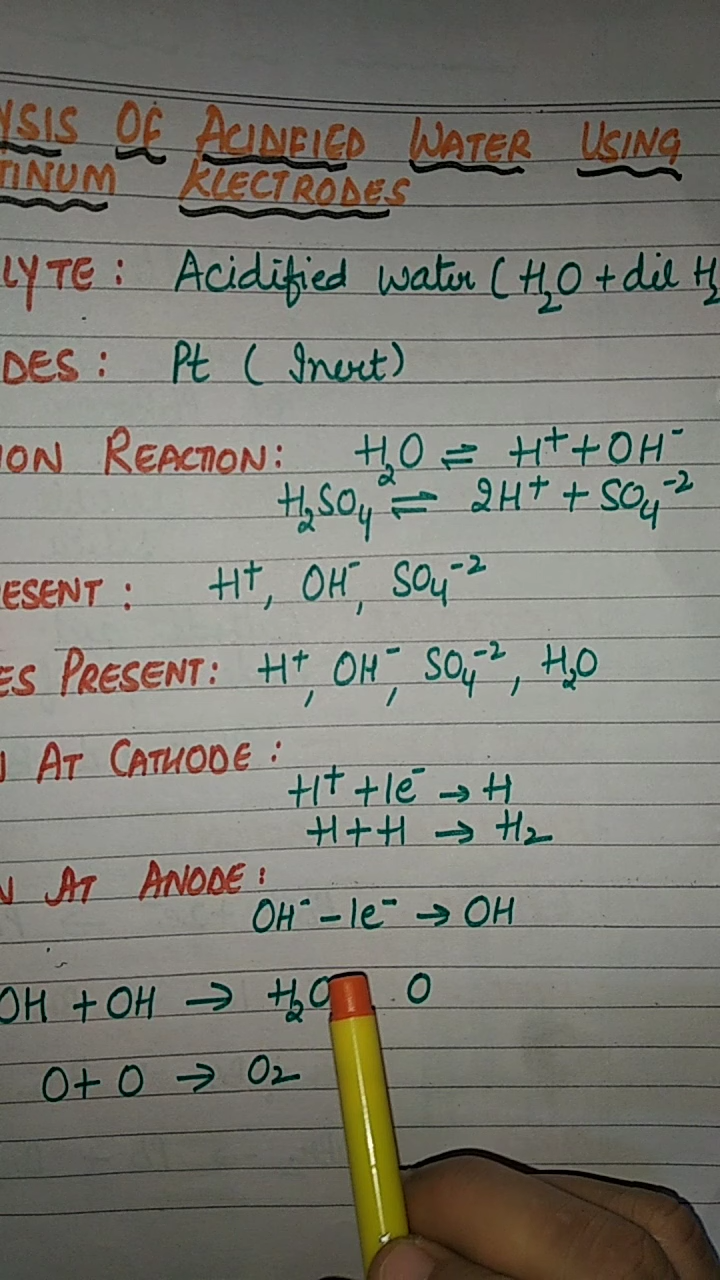 YSIS OF ACIDIFIED WATER USING
TINUM ELECTRODES
LYTE: Acidified water (H₂O + dil H₂
DES: Pt (Inert)
ION REACTION: H₂O ⇌ H⁺ + OH⁻
H₂SO₄ ⇌ 2H⁺ + SO₄⁻²
ESENT: H⁺, OH⁻, SO₄⁻²
ES PRESENT: H⁺, OH⁻, SO₄⁻², H₂O
N AT CATHODE:
H⁺ + 1e⁻ → H
H + H → H₂
N AT ANODE:
OH⁻ - 1e⁻ → OH
OH + OH → H₂O O
O + O → O₂